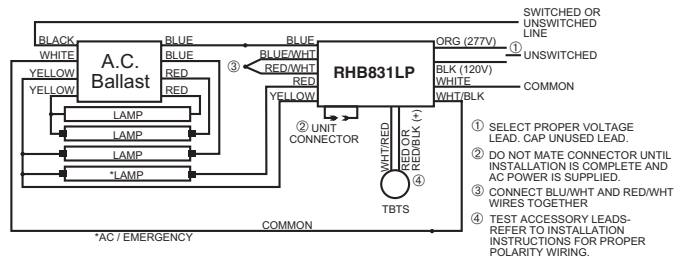 SWITCHED OR
UNSWITCHED
LINE
BLACK
BLUE
BLUE
ORG (277V)
①
WHITE
BLUE
BLUE/WHT
UNSWITCHED
A.C.
Ballast
③
RED/WHT
RHB831LP
YELLOW
RED
BLK (120V)
RED
WHITE
COMMON
YELLOW
RED
YELLOW
WHT/BLK
LAMP
LAMP
LAMP
*LAMP
② UNIT
CONNECTOR
WHT/RED
RED OR
RED/BLK (+)
④
TBTS
COMMON
*AC / EMERGENCY
① SELECT PROPER VOLTAGE
LEAD. CAP UNUSED LEAD.
② DO NOT MATE CONNECTOR UNTIL
INSTALLATION IS COMPLETE AND
AC POWER IS SUPPLIED.
③ CONNECT BLU/WHT AND RED/WHT
WIRES TOGETHER
④ TEST ACCESSORY LEADS-
REFER TO INSTALLATION
INSTRUCTIONS FOR PROPER
POLARITY WIRING.